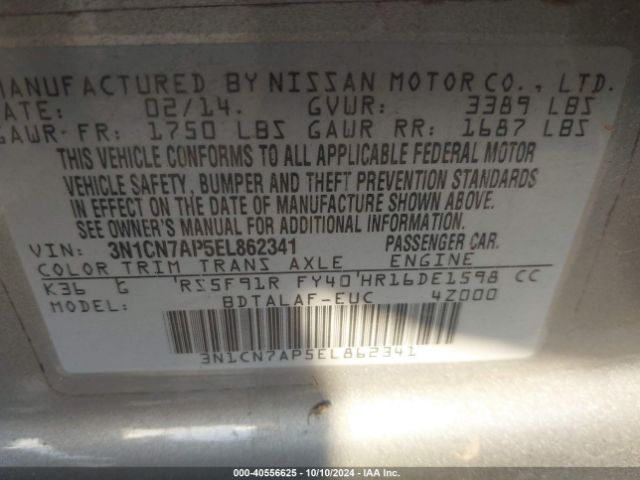 MANUFACTURED BY NISSAN MOTOR CO., LTD.
DATE: 02/14. GVWR: 3389 LBS
GAWR FR: 1750 LBS GAWR RR: 1687 LBS
THIS VEHICLE CONFORMS TO ALL APPLICABLE FEDERAL MOTOR
VEHICLE SAFETY, BUMPER AND THEFT PREVENTION STANDARDS
IN EFFECT ON THE DATE OF MANUFACTURE SHOWN ABOVE.
SEE OWNER'S MANUAL FOR ADDITIONAL INFORMATION.
VIN: 3N1CN7AP5EL862341 PASSENGER CAR.
COLOR TRIM TRANS AXLE ENGINE
K36 G RS5F91R FY40 HR16DE1598 CC
MODEL: BDTALAF-EUC 4Z000
3N1CN7AP5EL862341
000-40556625 - 10/10/2024 - IAA Inc.